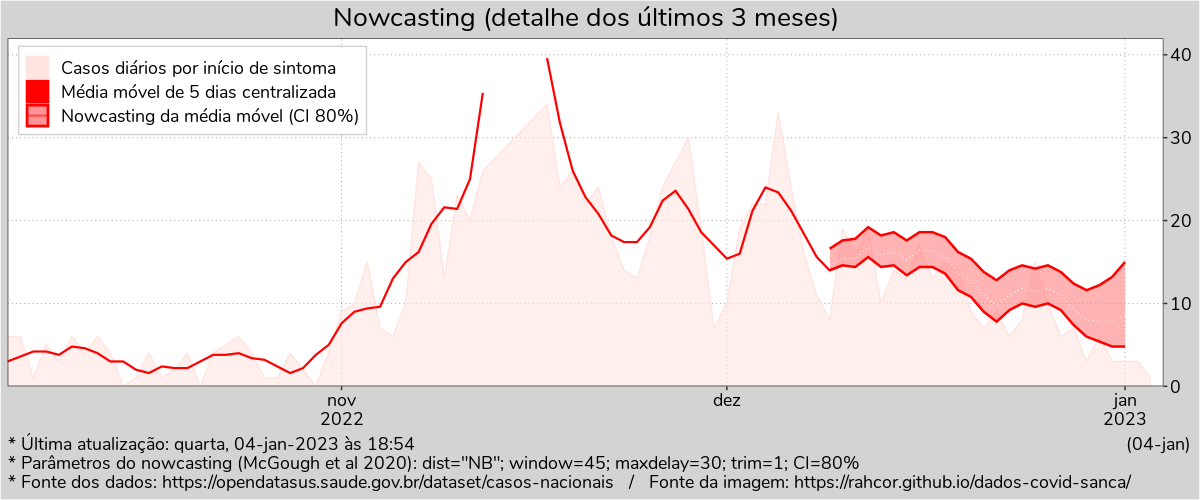 Nowcasting (detalhe dos últimos 3 meses)
Casos diários por início de sintoma
Média móvel de 5 dias centralizada
Nowcasting da média móvel (CI 80%)
40
30
20
10
0
nov
2022
dez
jan
2023
* Última atualização: quarta, 04-jan-2023 às 18:54
(04-jan)
* Parâmetros do nowcasting (McGough et al 2020): dist="NB"; window=45; maxdelay=30; trim=1; CI=80%
* Fonte dos dados: https://opendatasus.saude.gov.br/dataset/casos-nacionais / Fonte da imagem: https://rahcor.github.io/dados-covid-sanca/